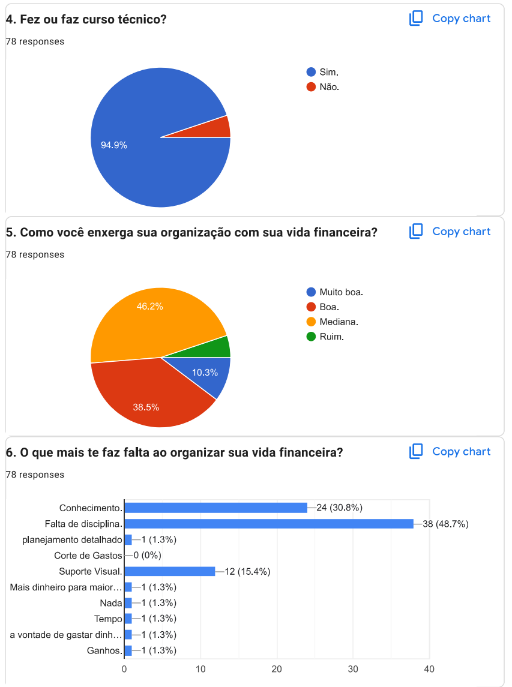 4. Fez ou faz curso técnico?
Copy chart
78 responses
Sim.
Não.
94.9%
5. Como você enxerga sua organização com sua vida financeira?
Copy chart
78 responses
Muito boa.
Boa.
Mediana.
Ruim.
46.2%
10.3%
38.5%
6. O que mais te faz falta ao organizar sua vida financeira?
Copy chart
78 responses
Conhecimento. 24 (30.8%)
Falta de disciplina. 38 (48.7%)
planejamento detalhado 1 (1.3%)
Corte de Gastos 0 (0%)
Suporte Visual. 12 (15.4%)
Mais dinheiro para maior… 1 (1.3%)
Nada 1 (1.3%)
Tempo 1 (1.3%)
a vontade de gastar dinh… 1 (1.3%)
Ganhos. 1 (1.3%)
0 10 20 30 40